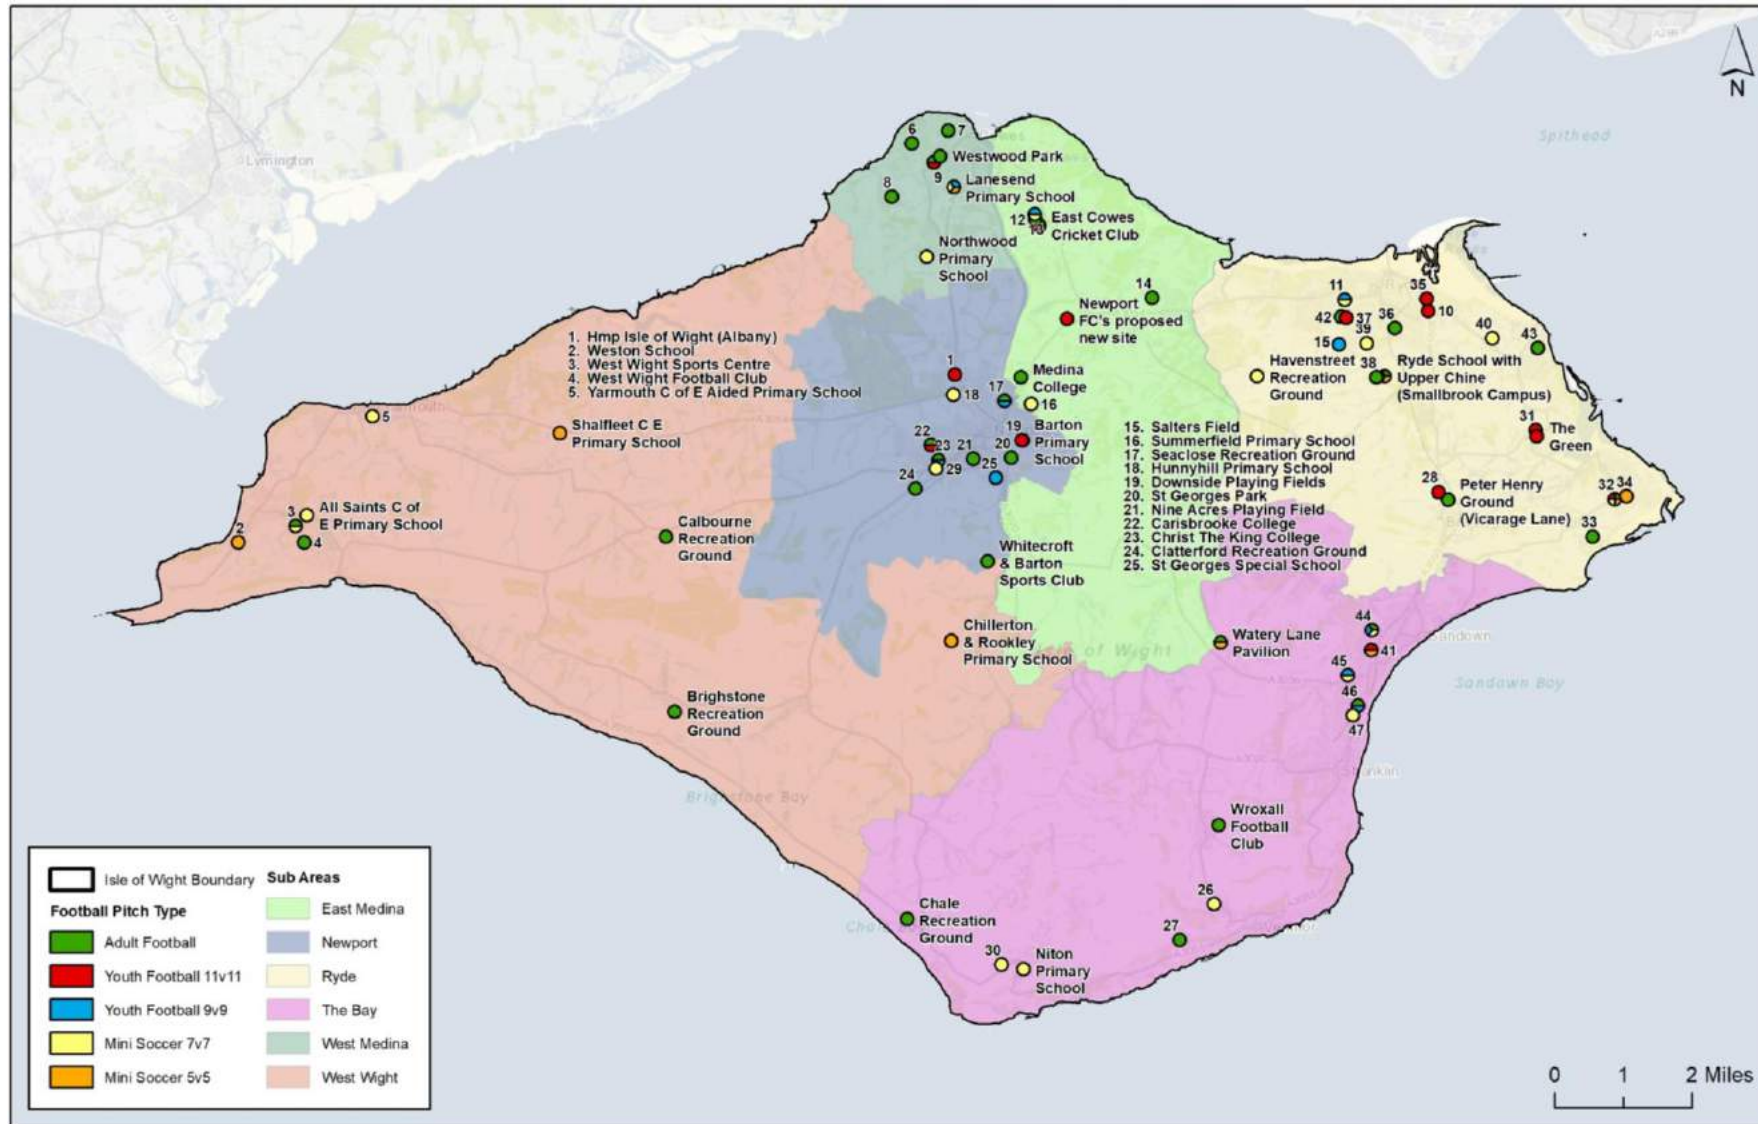 N
Spithead
Lymington
6
7
Westwood Park
9
Lanesend
Primary School
8
12
East Cowes
Cricket Club
Northwood
Primary
School
14
Newport
FC's proposed
new site
11
35
10
42
37
36
39
40
43
15
Havenstreet
Recreation
Ground
38
Ryde School with
Upper Chine
(Smallbrook Campus)
1. Hmp Isle of Wight (Albany)
2. Weston School
3. West Wight Sports Centre
4. West Wight Football Club
5. Yarmouth C of E Aided Primary School
1
18
17
Medina
College
16
5
Shalfleet C E
Primary School
22
23
21
20
19
Barton
Primary
School
29
25
24
15. Salters Field
16. Summerfield Primary School
17. Seaclose Recreation Ground
18. Hunnyhill Primary School
19. Downside Playing Fields
20. St Georges Park
21. Nine Acres Playing Field
22. Carisbrooke College
23. Christ The King College
24. Clatterford Recreation Ground
25. St Georges Special School
31
The
Green
28
Peter Henry
Ground
(Vicarage Lane)
32
34
33
2
3
All Saints C of
E Primary School
4
Calbourne
Recreation
Ground
Whitecroft
& Barton
Sports Club
Chillerton
& Rookley
Primary School
Isle of Wight
Watery Lane
Pavilion
44
Sandown
41
45
46
47
Sandown Bay
Shanklin
Brighstone
Recreation
Ground
Brighstone Bay
Wroxall
Football
Club
26
27
Chale
Recreation
Ground
30
Niton
Primary
School
Isle of Wight Boundary
Football Pitch Type
Adult Football
Youth Football 11v11
Youth Football 9v9
Mini Soccer 7v7
Mini Soccer 5v5
Sub Areas
East Medina
Newport
Ryde
The Bay
West Medina
West Wight
0 1 2 Miles